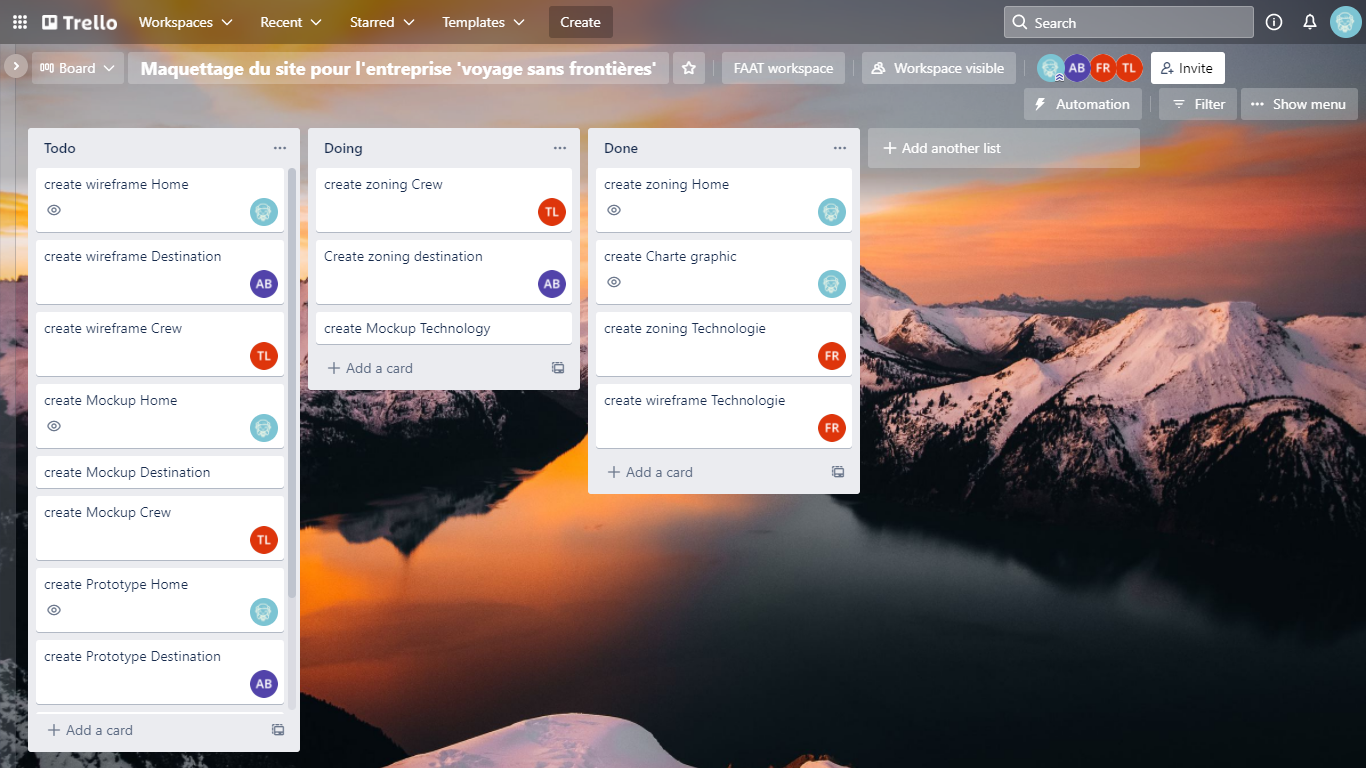 Trello Workspaces Recent Starred Templates Create Search
Board Maquettage du site pour l'entreprise 'voyage sans frontières' FAAT workspace Workspace visible AB FR TL Invite
Automation Filter Show menu
Todo
create wireframe Home
create wireframe Destination
AB
create wireframe Crew
TL
create Mockup Home
create Mockup Destination
create Mockup Crew
TL
create Prototype Home
create Prototype Destination
AB
Add a card
Doing
create zoning Crew
TL
Create zoning destination
AB
create Mockup Technology
Add a card
Done
create zoning Home
create Charte graphic
create zoning Technologie
FR
create wireframe Technologie
FR
Add a card
Add another list